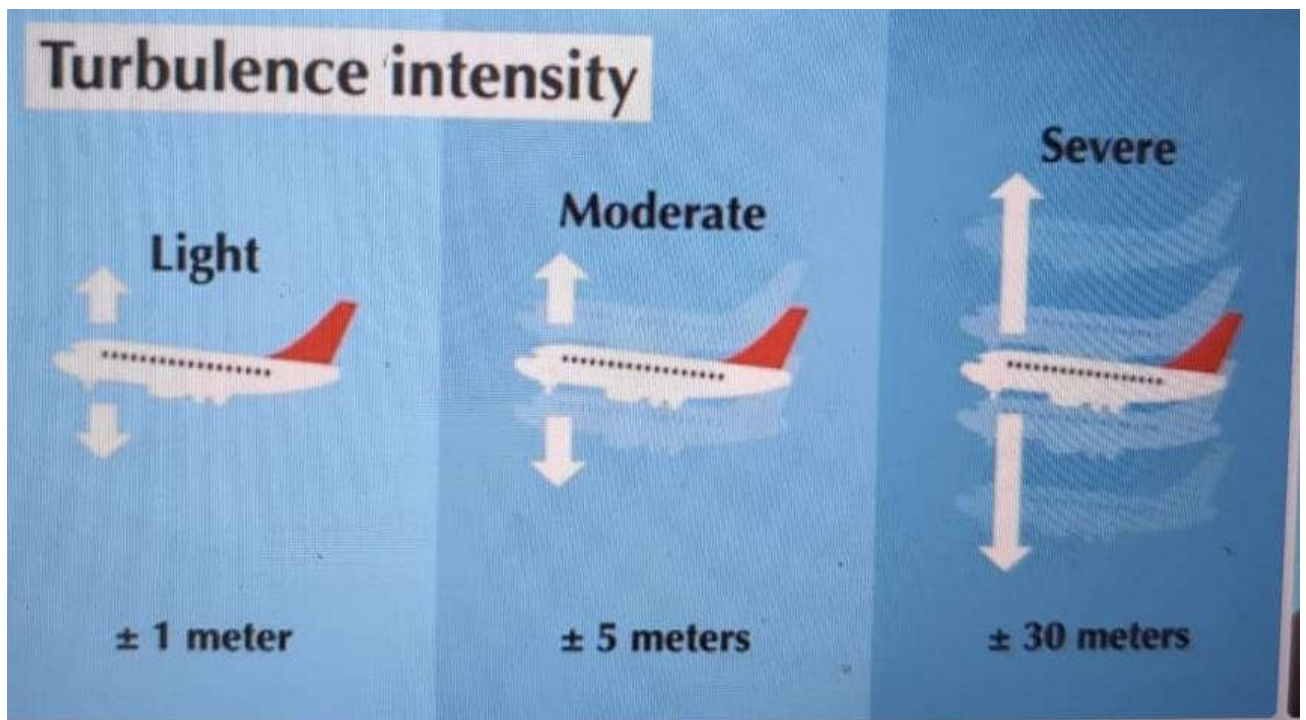 Turbulence intensity
Light
Moderate
Severe
± 1 meter
± 5 meters
± 30 meters